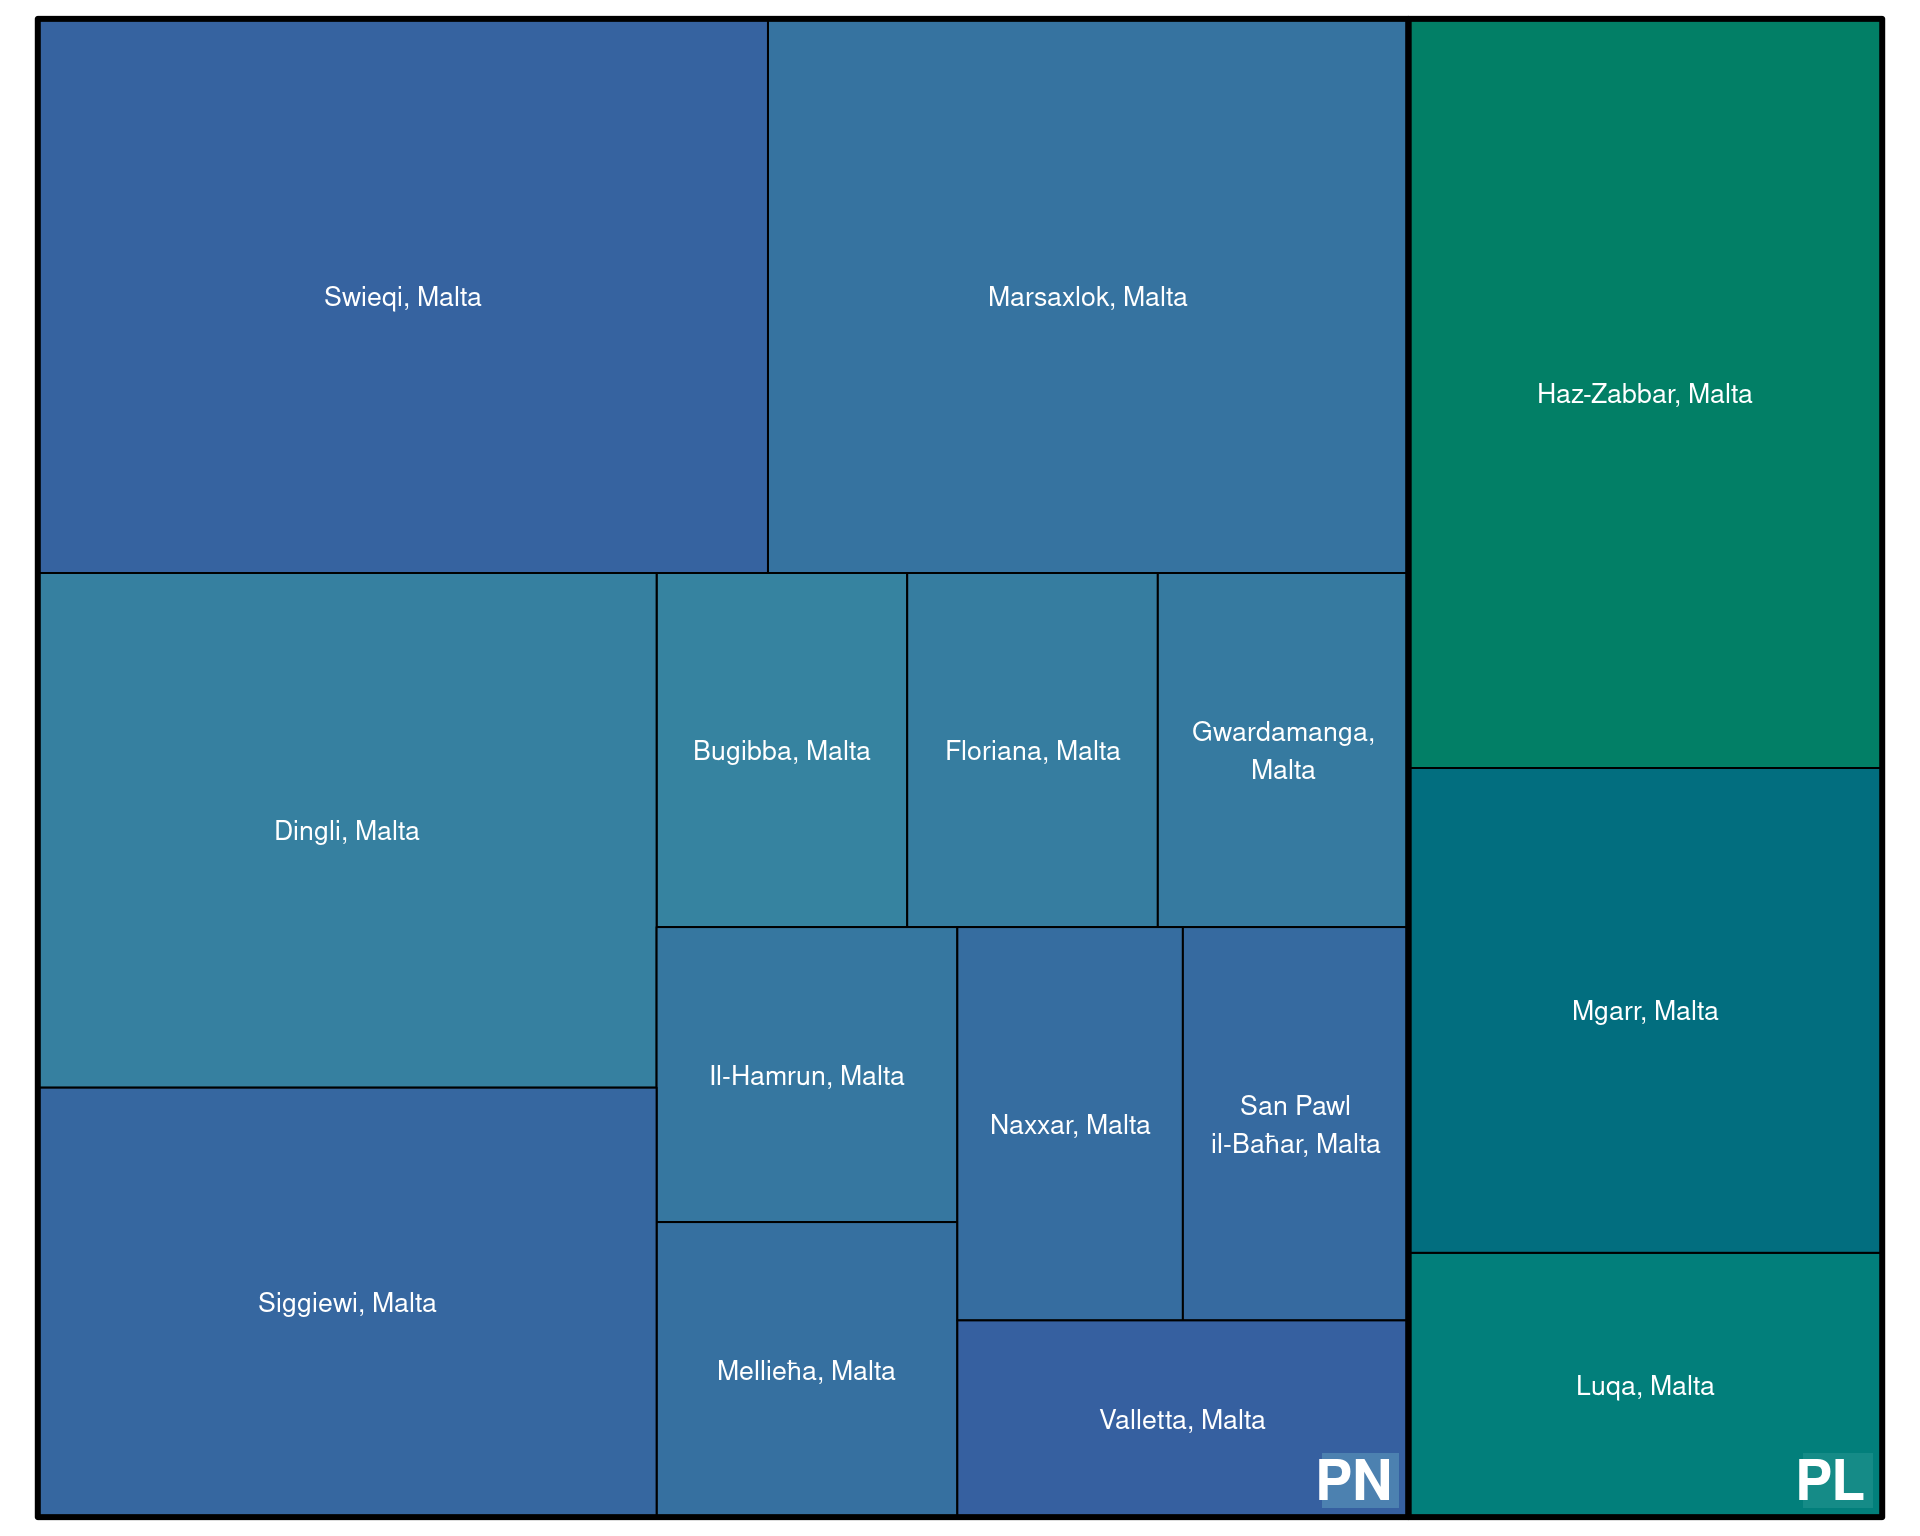 Swieqi, Malta
Marsaxlok, Malta
Haz-Zabbar, Malta
Dingli, Malta
Bugibba, Malta
Floriana, Malta
Gwardamanga,
Malta
Mgarr, Malta
Il-Hamrun, Malta
Naxxar, Malta
San Pawl
il-Baħar, Malta
Siggiewi, Malta
Mellieħa, Malta
Valletta, Malta
Luqa, Malta
PN
PL